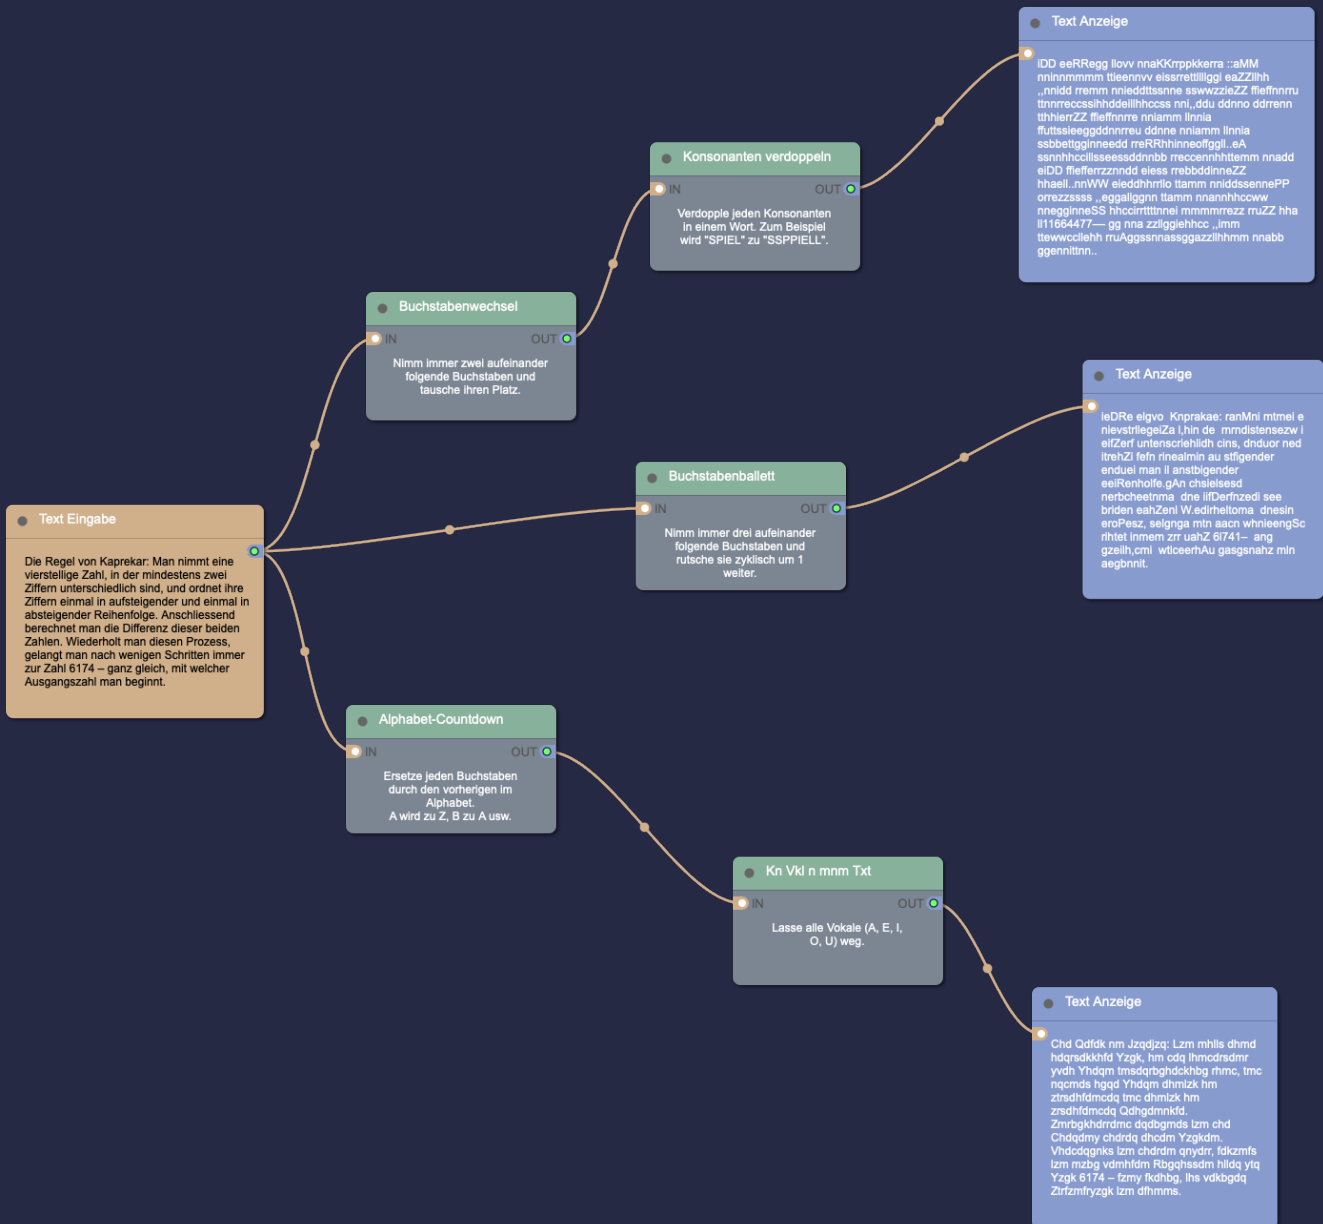 Text Anzeige
iDD eeRRegg llovv nnaKKrrppkkerra ::aMM
nninnmmmm ttieennvv eissrrettllllggi eaZZllhh
,,nnidd rremm nnieddttssnne sswwzzieZZ ffieffnnrru
ttnnrreccssihhddeillhhccss nni,,ddu ddnno ddrrenn
tthhierrZZ ffieffnnrre nniamm llnnia
ffuttssieeggddnnrreu ddnne nniamm llnnia
ssbbettgginneedd rreRRhhinneoffggll..eA
ssnnhhccillsseessddnnbb rreccennhhttemm nnadd
eiDD ffiefferrzznndd eiess rrebbddinneZZ
hhaell..nnWW eieddhhrrllo ttamm nniddssennePP
orrezzssss ,,eggallggnn ttamm nnannhhccww
nnegginneSS hhccirrtttttnnei mmmmrrezz rruZZ hha
ll11664477–– gg nna zzllggiehhcc ,,imm
ttewwccllehh rruAggssnnassggazzllhhmm nnabb
ggennittnn..
Konsonanten verdoppeln
IN OUT
Verdopple jeden Konsonanten
in einem Wort. Zum Beispiel
wird "SPIEL" zu "SSPPIELL".
Buchstabenwechsel
IN OUT
Nimm immer zwei aufeinander
folgende Buchstaben und
tausche ihren Platz.
Text Anzeige
ieDRe elgvo  Knprakae: ranMni mtmei e
nievstrllegeiZa l,hin de  mrndistensezw i
eifZerf untenscriehlidh cins, dnduor ned
itrehZi fefn rinealmin au stfigender
enduei man il anstbigender
eeiRenholfe.gAn chsielsesd
nerbcheetnma  dne iifDerfnzedi see
briden eahZenl W.edirheltoma  dnesin
eroPesz, selgnga mtn aacn whnieengSc
rihtet inmem zrr uahZ 6l741–  ang
gzeilh,cmi  wtlceerhAu gasgsnahz mln
aegbnnit.
Buchstabenballett
IN OUT
Nimm immer drei aufeinander
folgende Buchstaben und
rutsche sie zyklisch um 1
weiter.
Text Eingabe
Die Regel von Kaprekar: Man nimmt eine
vierstellige Zahl, in der mindestens zwei
Ziffern unterschiedlich sind, und ordnet ihre
Ziffern einmal in aufsteigender und einmal in
absteigender Reihenfolge. Anschliessend
berechnet man die Differenz dieser beiden
Zahlen. Wiederholt man diesen Prozess,
gelangt man nach wenigen Schritten immer
zur Zahl 6174 – ganz gleich, mit welcher
Ausgangszahl man beginnt.
Alphabet-Countdown
IN OUT
Ersetze jeden Buchstaben
durch den vorherigen im
Alphabet.
A wird zu Z, B zu A usw.
Kn Vkl n mnm Txt
IN OUT
Lasse alle Vokale (A, E, I,
O, U) weg.
Text Anzeige
Chd Qdfdk nm Jzqdjzq: Lzm mhlls dhmd
hdqrsdkkhfd Yzgk, hm cdq lhmcdrsdmr
yvdh Yhdqm tmsdqrbghdckhbg rhmc, tmc
nqcmds hgqd Yhdqm dhmlzk hm
ztrsdhfdmcdq tmc dhmlzk hm
zrsdhfdmcdq Qdhgdmnkfd.
Zmrbgkhdrrdmc dqdbgmds lzm chd
Chdqdmy chdrdq dhcdm Yzgkdm.
Vhdcdqgnks lzm chdrdm qnydrr, fdkzmfs
lzm mzbg vdmhfdm Rbgqhssdm hlldq ytq
Yzgk 6174 – fzmy fkdhbg, lhs vdkbgdq
Ztrfzmfryzgk lzm dfhmms.